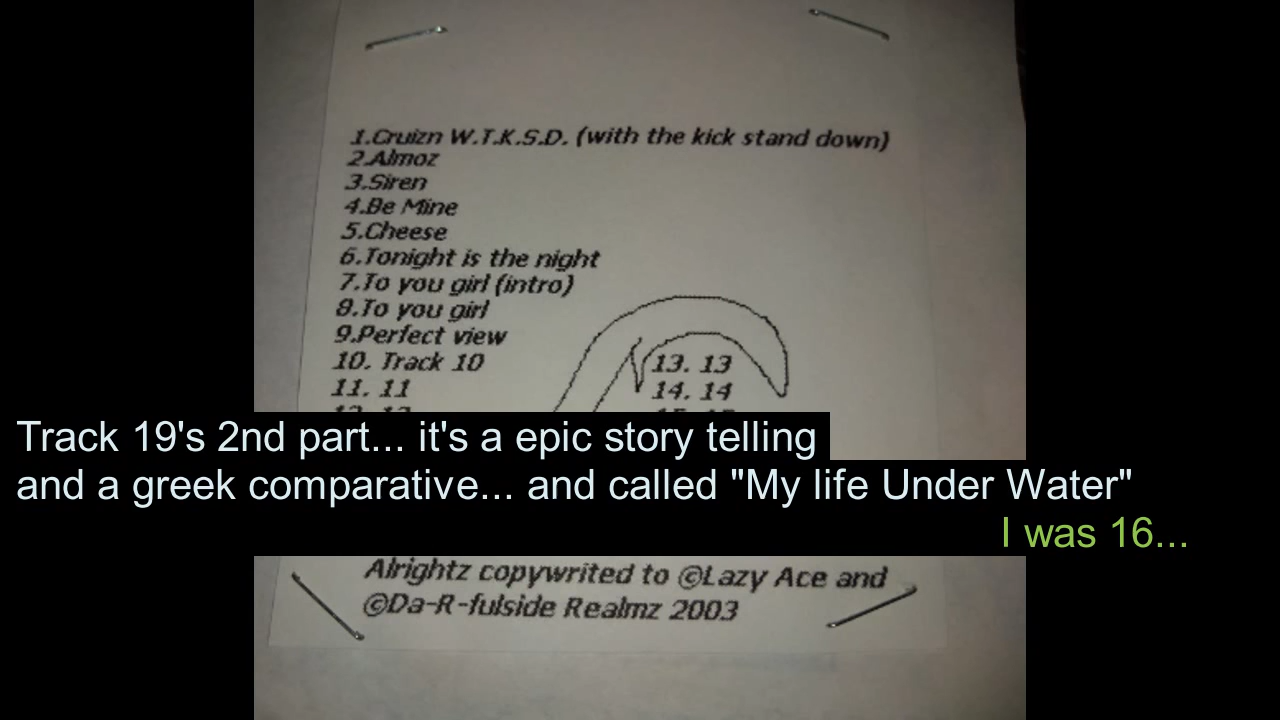 1.Cruizn W.T.K.S.D. (with the kick stand down)
2.Almoz
3.Siren
4.Be Mine
5.Cheese
6.Tonight is the night
7.To you girl (intro)
8.To you girl
9.Perfect view
10. Track 10
11. 11
13. 13
14. 14
Track 19's 2nd part... it's a epic story telling
and a greek comparative... and called "My life Under Water"
I was 16...
Alrightz copywrited to ©Lazy Ace and
©Da-R-fulside Realmz 2003